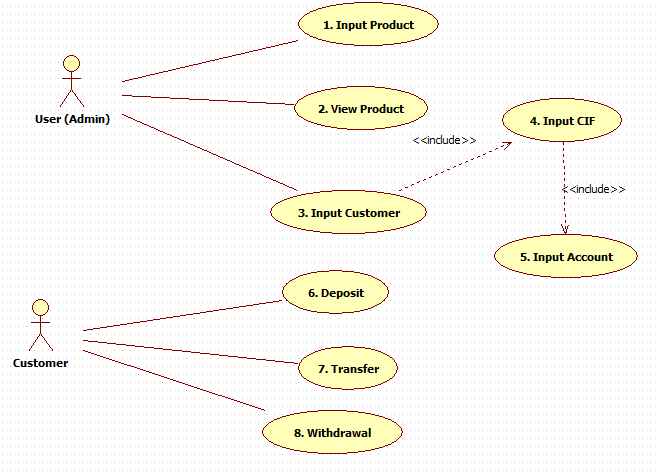 1. Input Product
User (Admin)
2. View Product
4. Input CIF
<<include>>
<<include>>
3. Input Customer
5. Input Account
6. Deposit
Customer
7. Transfer
8. Withdrawal